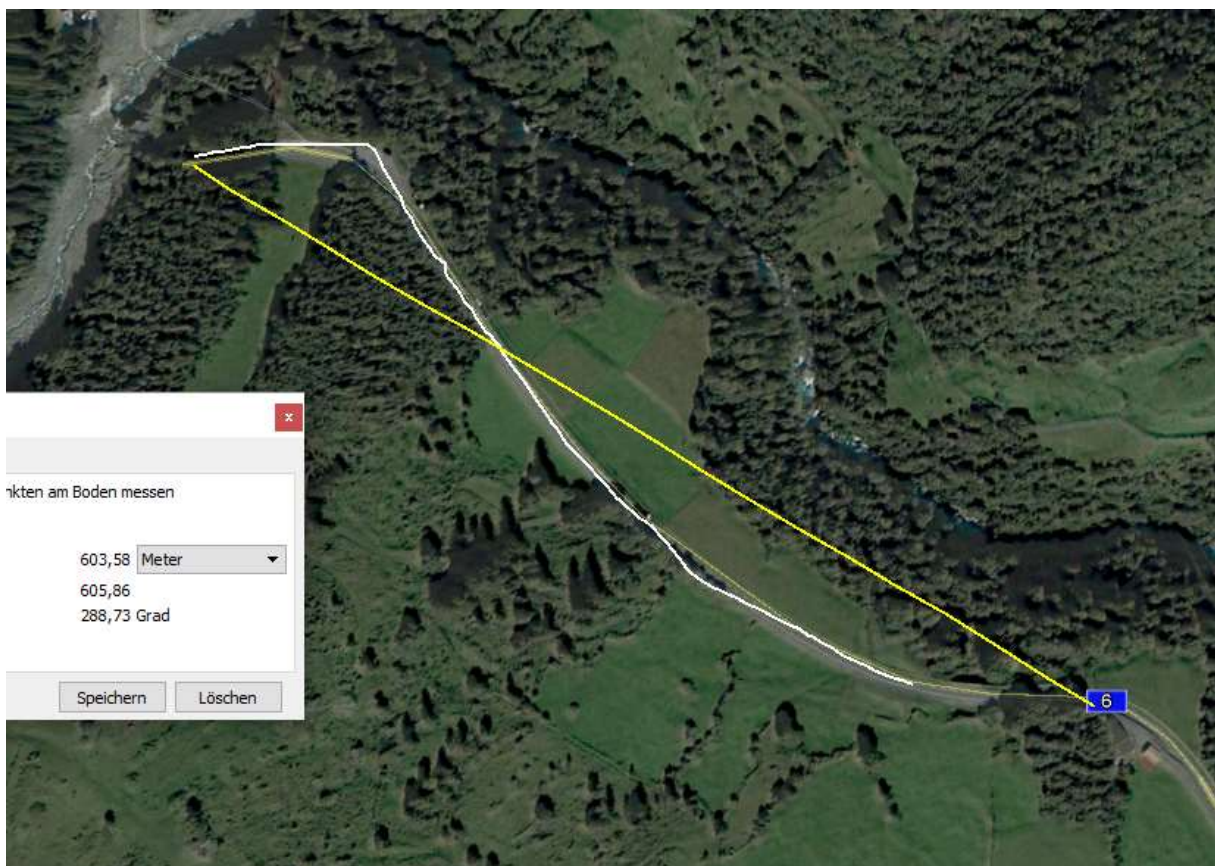 x
nkten am Boden messen
603,58 Meter
605,86
288,73 Grad
Speichern Löschen
6